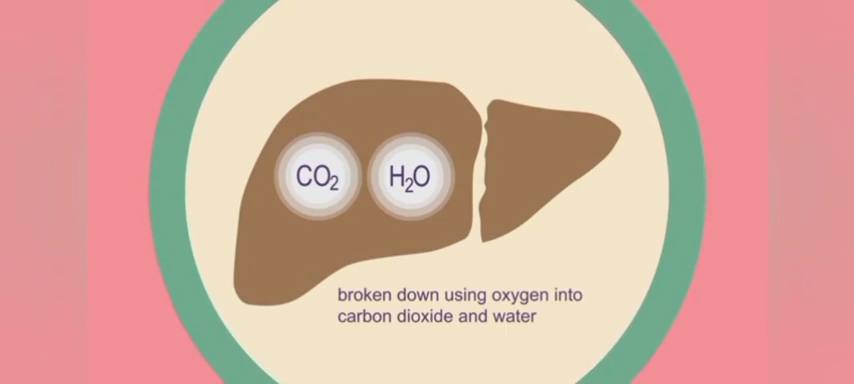 CO₂ H₂O
broken down using oxygen into
carbon dioxide and water